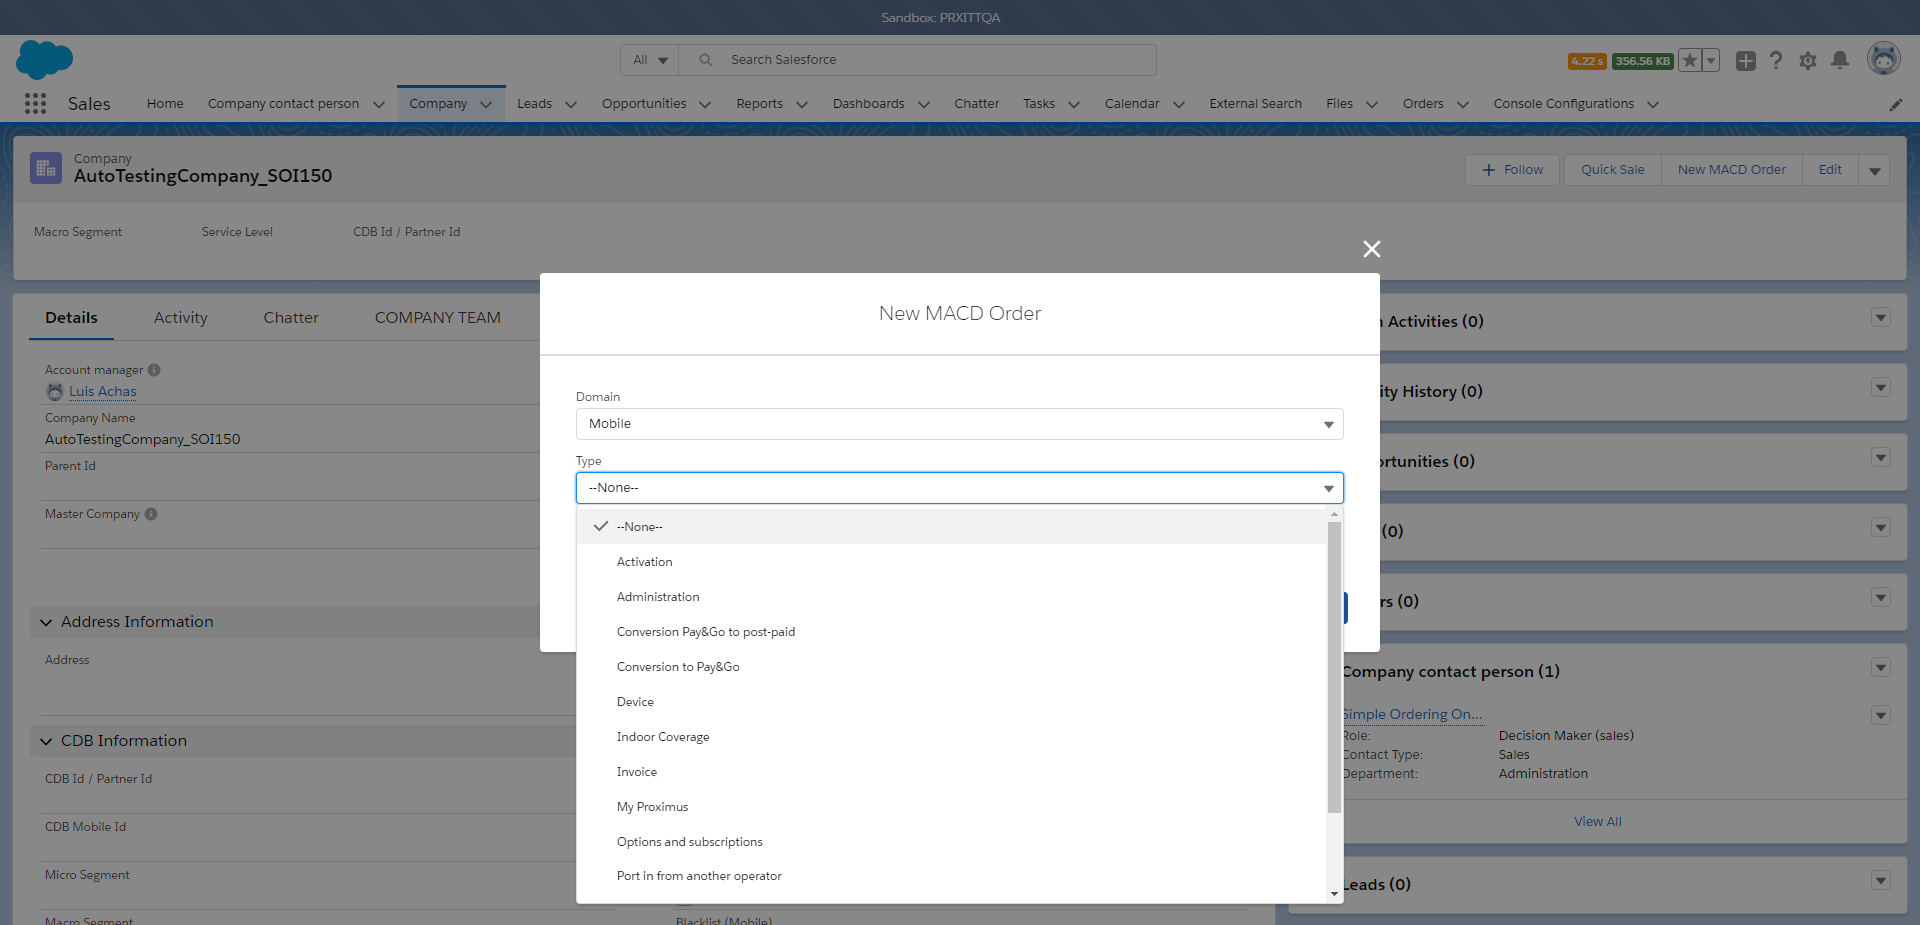 Sandbox: PRXITTQA
All
Search Salesforce
4.22 s
356.56 KB
Sales
Home
Company contact person
Company
Leads
Opportunities
Reports
Dashboards
Chatter
Tasks
Calendar
External Search
Files
Orders
Console Configurations
Company
AutoTestingCompany_SOI150
+ Follow
Quick Sale
New MACD Order
Edit
Macro Segment
Service Level
CDB Id / Partner Id
Details
Activity
Chatter
COMPANY TEAM
Account manager
Luis Achas
Company Name
AutoTestingCompany_SOI150
Parent Id
Master Company
Address Information
Address
CDB Information
CDB Id / Partner Id
CDB Mobile Id
Micro Segment
Macro Segment
Blacklist (Mobile)
New MACD Order
Domain
Mobile
Type
--None--
--None--
Activation
Administration
Conversion Pay&Go to post-paid
Conversion to Pay&Go
Device
Indoor Coverage
Invoice
My Proximus
Options and subscriptions
Port in from another operator
Activities (0)
ity History (0)
ortunities (0)
(0)
rs (0)
Company contact person (1)
Simple Ordering On...
Role:
Decision Maker (sales)
Contact Type:
Sales
Department:
Administration
View All
Leads (0)